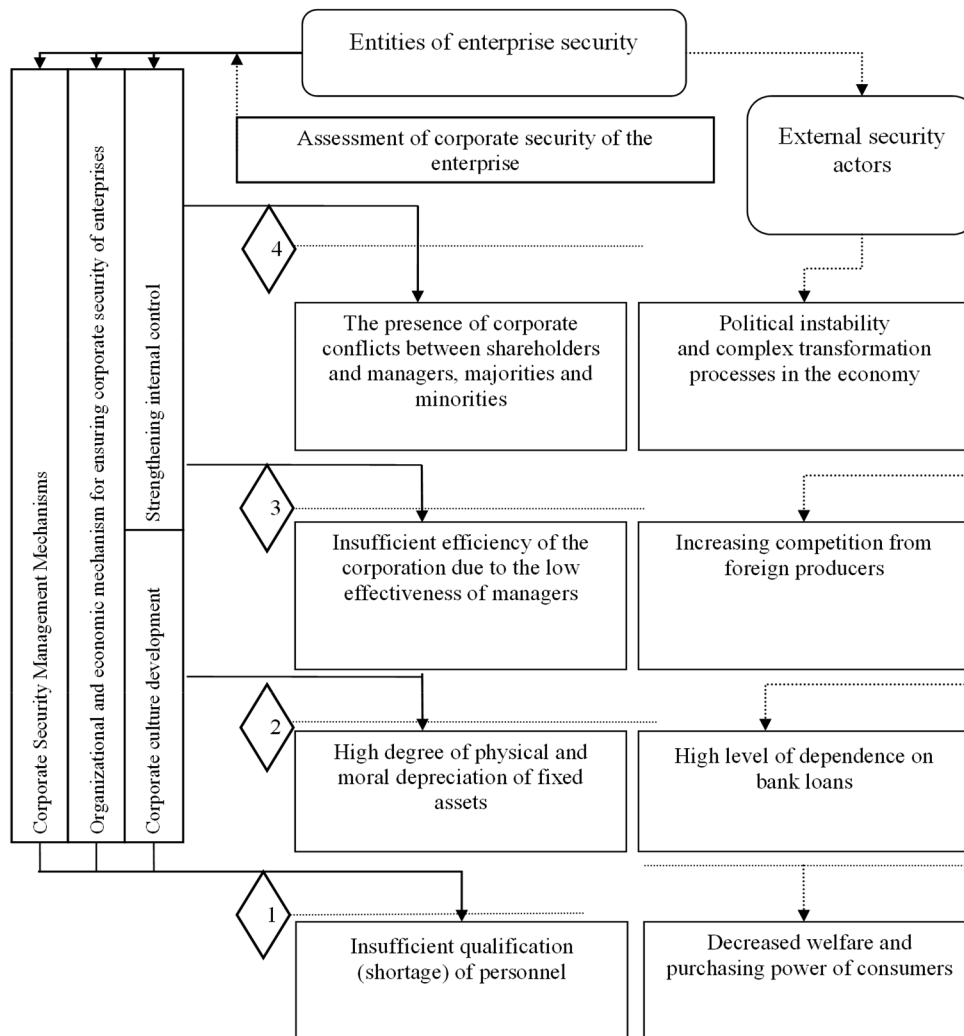 Entities of enterprise security
Assessment of corporate security of the
enterprise
External security
actors
Corporate Security Management Mechanisms
Organizational and economic mechanism for ensuring corporate security of enterprises
Strengthening internal control
Corporate culture development
4
The presence of corporate
conflicts between shareholders
and managers, majorities and
minorities
Political instability
and complex transformation
processes in the economy
3
Insufficient efficiency of the
corporation due to the low
effectiveness of managers
Increasing competition from
foreign producers
2
High degree of physical and
moral depreciation of fixed
assets
High level of dependence on
bank loans
1
Insufficient qualification
(shortage) of personnel
Decreased welfare and
purchasing power of consumers